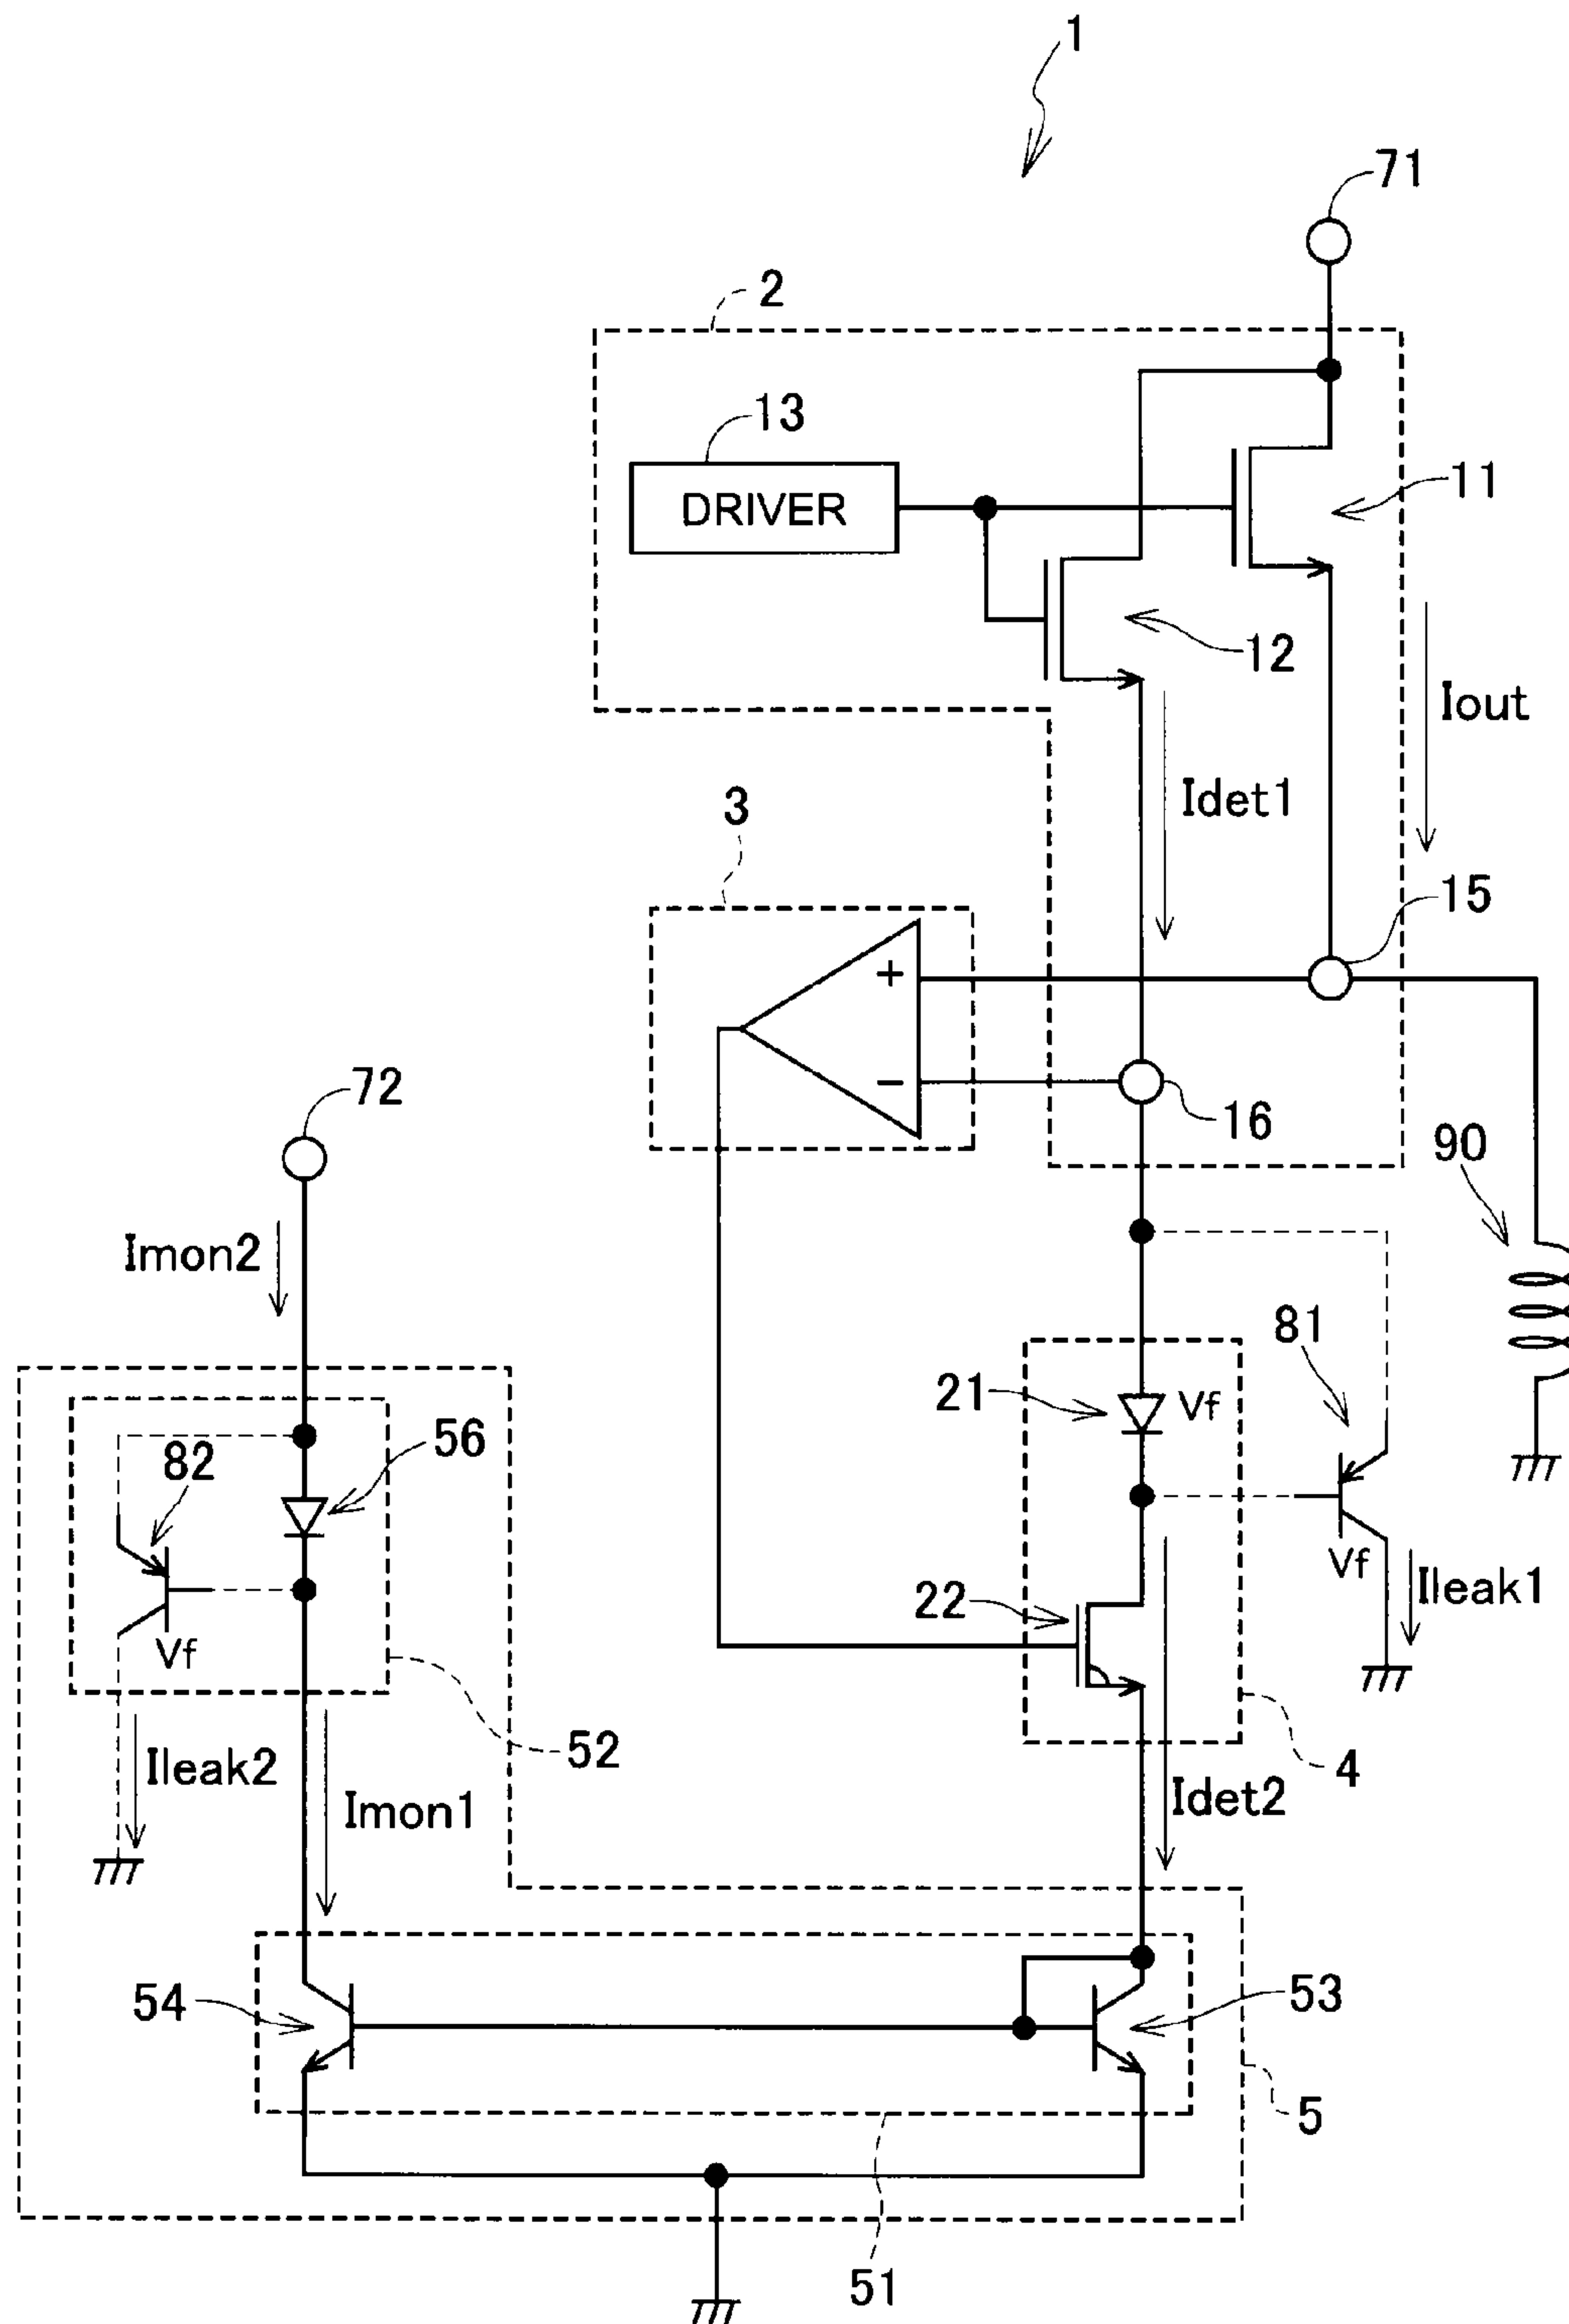 1
71
2
13
DRIVER
11
12
Iout
Idet1
3
15
+
−
16
72
90
Imon2
81
21
Vf
56
82
22
Vf
Ileak1
Vf
52
Ileak2
4
Imon1
Idet2
54
53
5
51